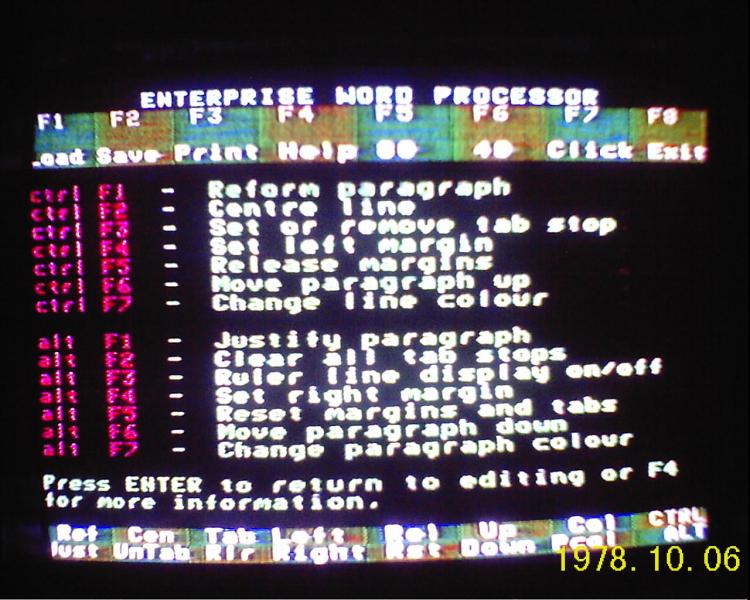 ENTERPRISE WORD PROCESSOR
F1 F2 F3 F4 F5 F6 F7 F8
Load Save Print Help 80 40 Click Exit
ctrl F1 - Reform paragraph
ctrl F2 - Centre line
ctrl F3 - Set or remove tab stop
ctrl F4 - Set left margin
ctrl F5 - Release margins
ctrl F6 - Move paragraph up
ctrl F7 - Change line colour
alt F1 - Justify paragraph
alt F2 - Clear all tab stops
alt F3 - Ruler line display on/off
alt F4 - Set right margin
alt F5 - Reset margins and tabs
alt F6 - Move paragraph down
alt F7 - Change paragraph colour
Press ENTER to return to editing or F4
for more information.
Ref Cen Tab Left Rel Up Col CTRL
Just UnTab Rlr Right Rst Down Pcol ALT
1978.10.06